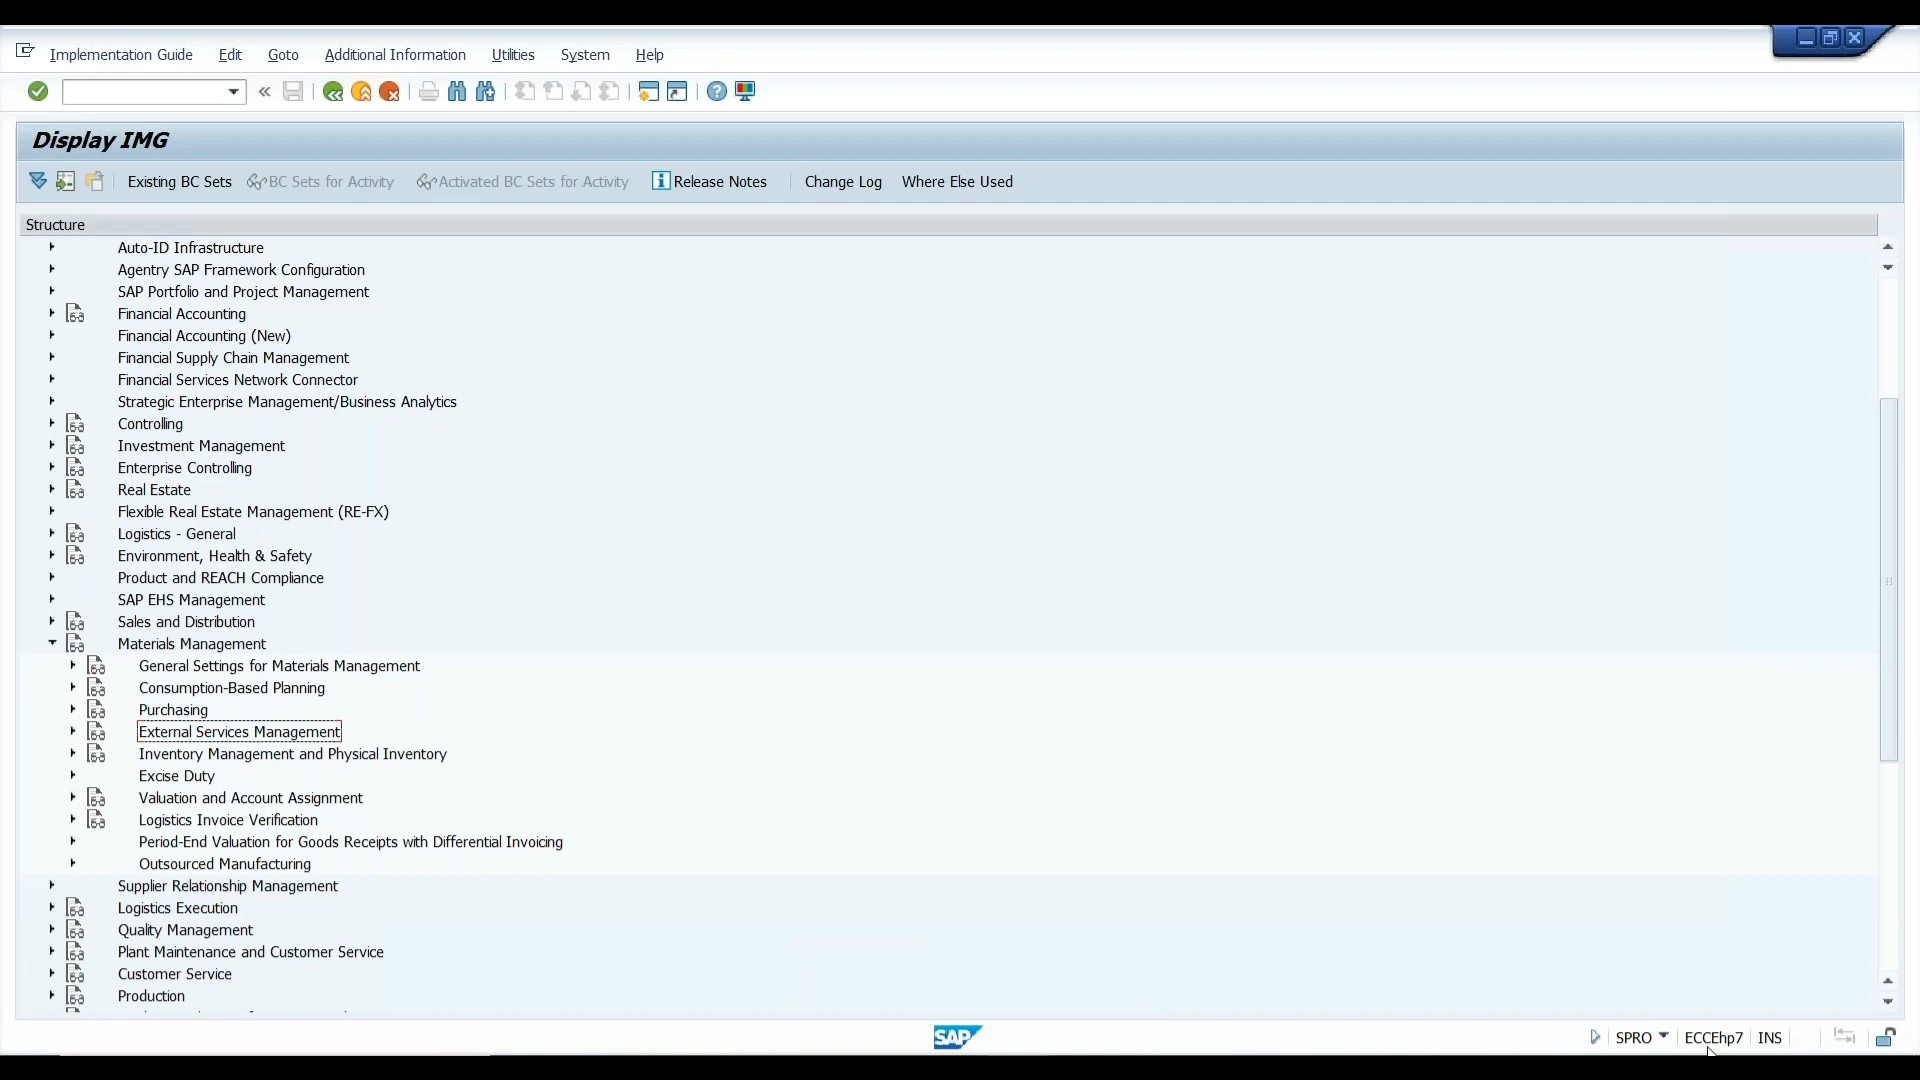 Implementation Guide Edit Goto Additional Information Utilities System Help
Display IMG
Existing BC Sets BC Sets for Activity Activated BC Sets for Activity Release Notes Change Log Where Else Used
Structure
Auto-ID Infrastructure
Agentry SAP Framework Configuration
SAP Portfolio and Project Management
Financial Accounting
Financial Accounting (New)
Financial Supply Chain Management
Financial Services Network Connector
Strategic Enterprise Management/Business Analytics
Controlling
Investment Management
Enterprise Controlling
Real Estate
Flexible Real Estate Management (RE-FX)
Logistics - General
Environment, Health & Safety
Product and REACH Compliance
SAP EHS Management
Sales and Distribution
Materials Management
General Settings for Materials Management
Consumption-Based Planning
Purchasing
External Services Management
Inventory Management and Physical Inventory
Excise Duty
Valuation and Account Assignment
Logistics Invoice Verification
Period-End Valuation for Goods Receipts with Differential Invoicing
Outsourced Manufacturing
Supplier Relationship Management
Logistics Execution
Quality Management
Plant Maintenance and Customer Service
Customer Service
Production
SAP SPRO ECCEhp7 INS